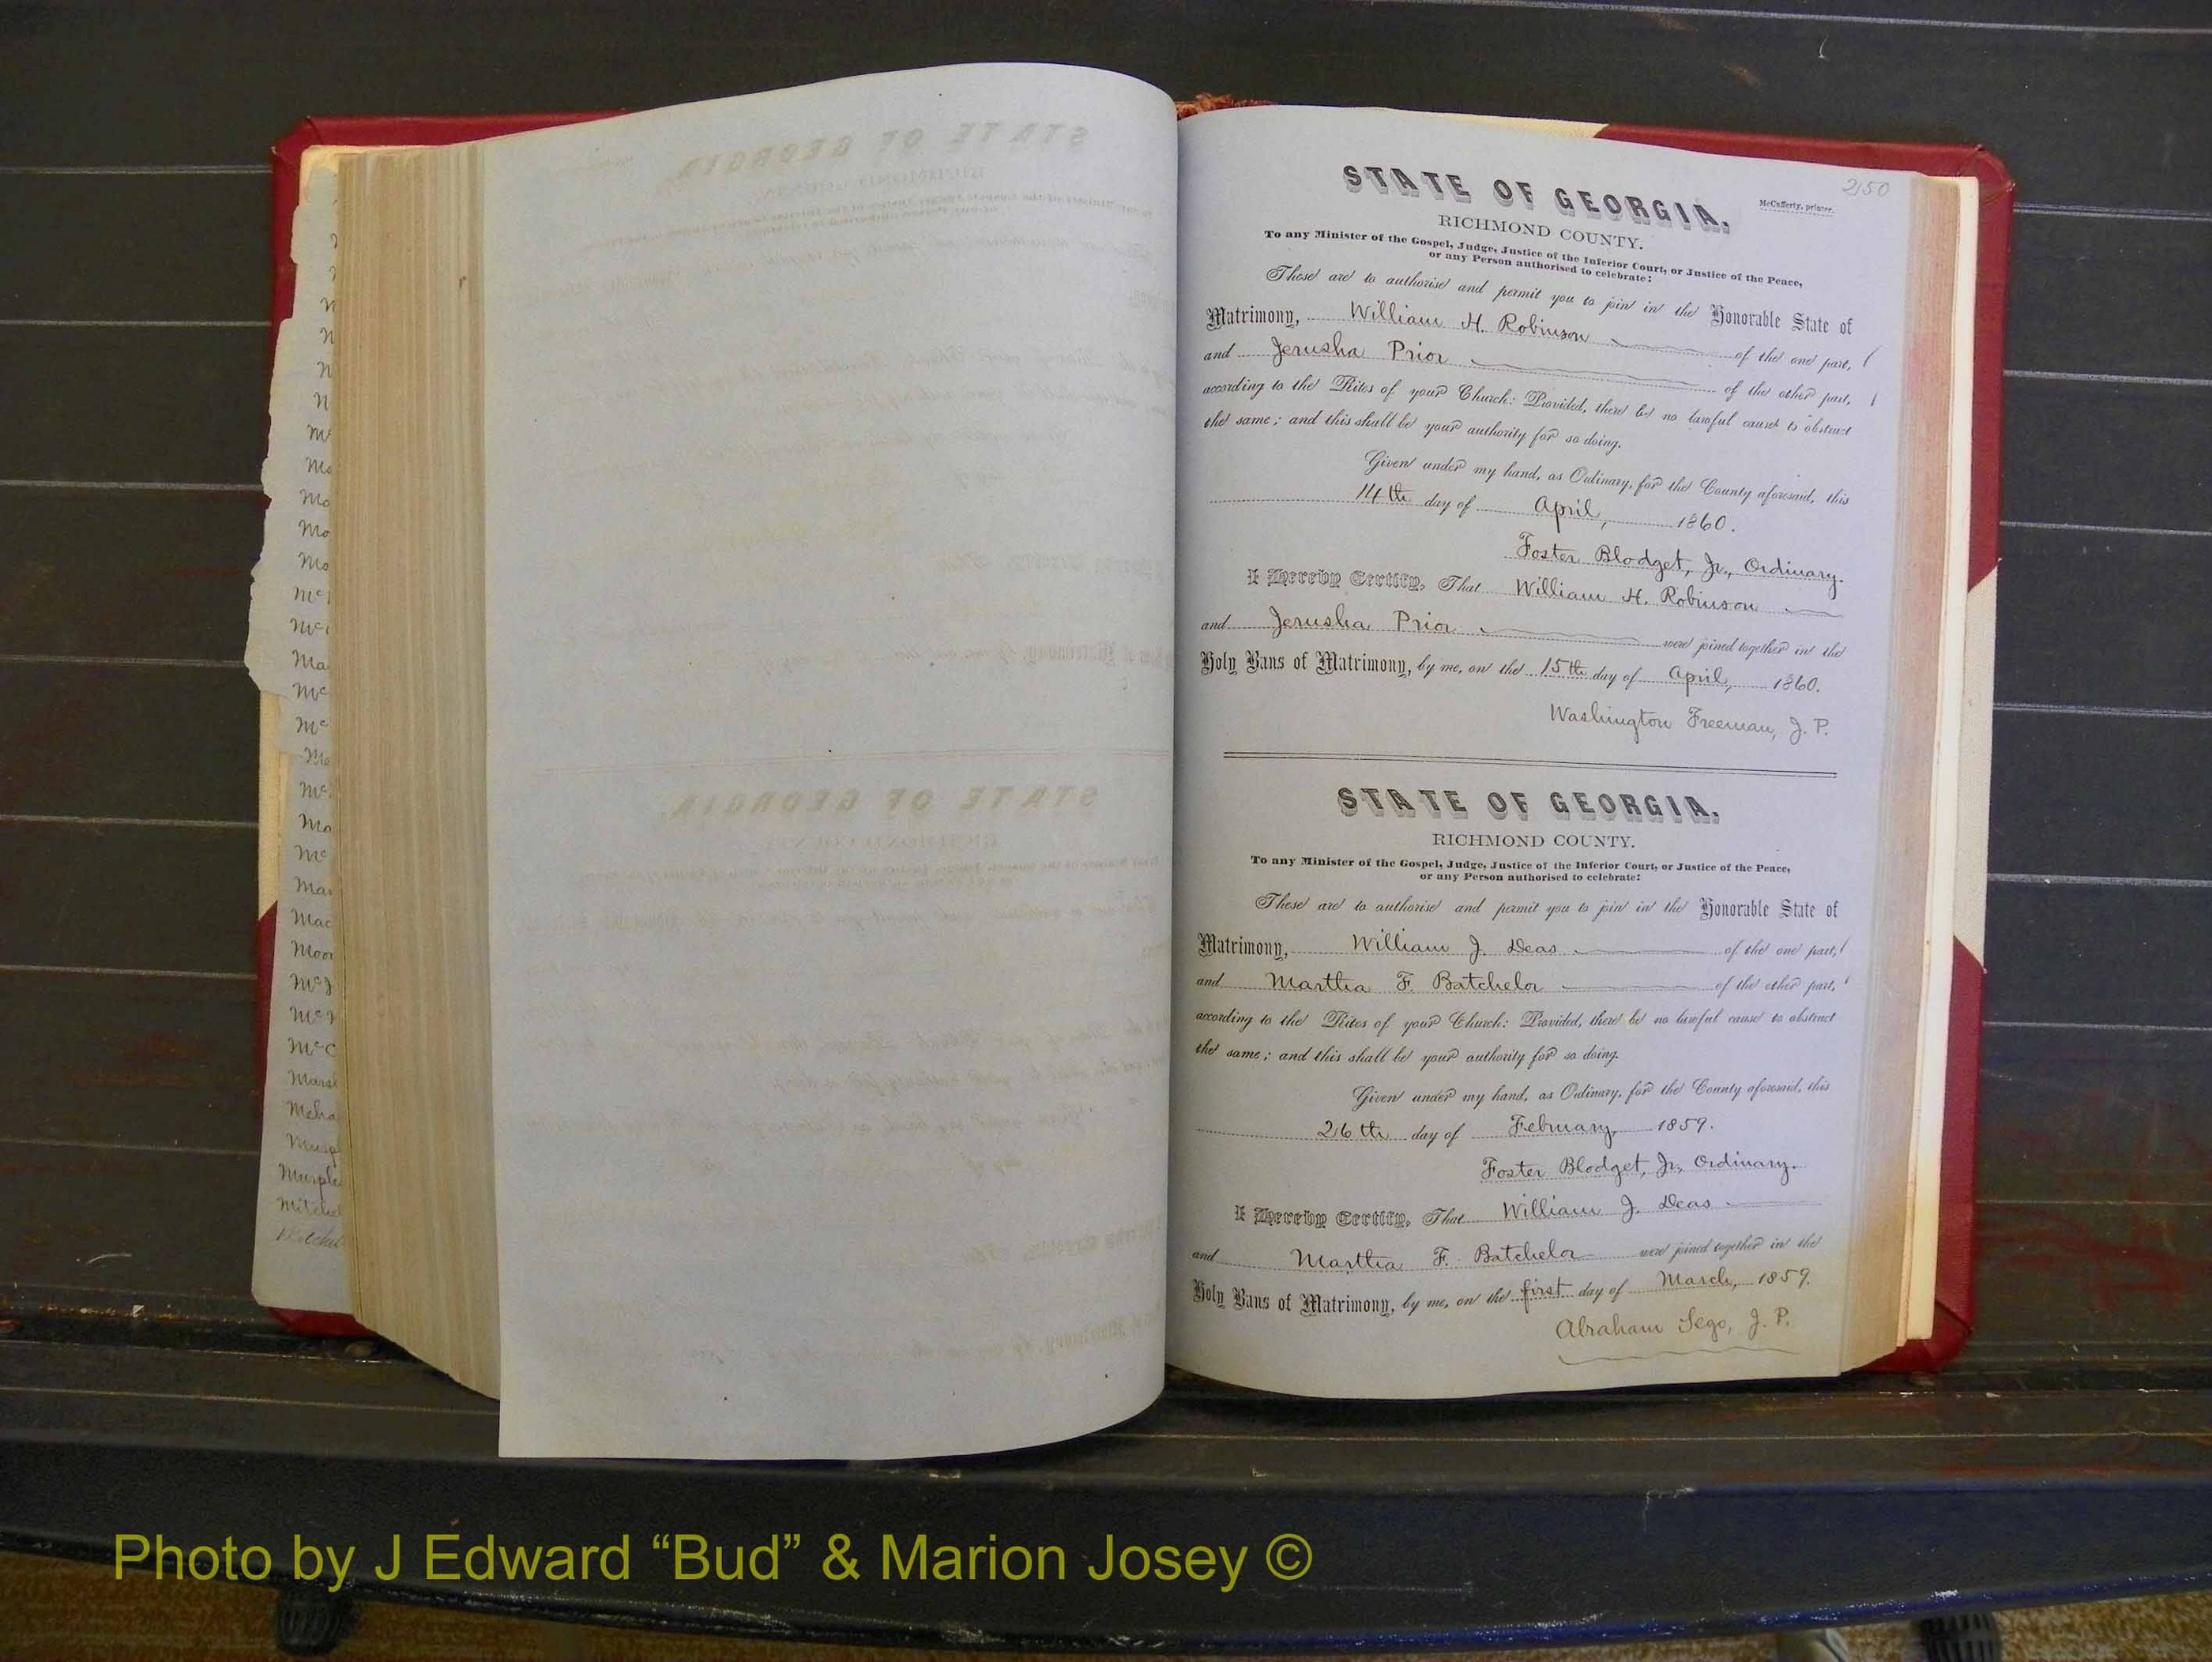 2150
STATE OF GEORGIA.
McCafferty, printer.
RICHMOND COUNTY.
To any Minister of the Gospel, Judge, Justice of the Inferior Court, or Justice of the Peace,
or any Person authorised to celebrate:
These are to authorise and permit you to join in the Honorable State of
Matrimony, William H. Robinson of the one part,
and Jerusha Prior of the other part,
according to the Rites of your Church: Provided, there be no lawful cause to obstruct
the same; and this shall be your authority for so doing.
Given under my hand, as Ordinary, for the County aforesaid, this
14th day of April, 1860.
Foster Blodget, Jr., Ordinary.
I Hereby Certify, That William H. Robinson
and Jerusha Prior were joined together in the
Holy Bans of Matrimony, by me, on the 15th day of April, 1860.
Washington Freeman, J. P.
STATE OF GEORGIA.
RICHMOND COUNTY.
To any Minister of the Gospel, Judge, Justice of the Inferior Court, or Justice of the Peace,
or any Person authorised to celebrate:
These are to authorise and permit you to join in the Honorable State of
Matrimony, William J. Deas of the one part,
and Martha F. Batchelor of the other part,
according to the Rites of your Church: Provided, there be no lawful cause to obstruct
the same; and this shall be your authority for so doing.
Given under my hand, as Ordinary, for the County aforesaid, this
26th day of February, 1859.
Foster Blodget, Jr., Ordinary.
I Hereby Certify, That William J. Deas
and Martha F. Batchelor were joined together in the
Holy Bans of Matrimony, by me, on the first day of March, 1859.
Abraham Sego, J. P.
Photo by J Edward “Bud” & Marion Josey ©